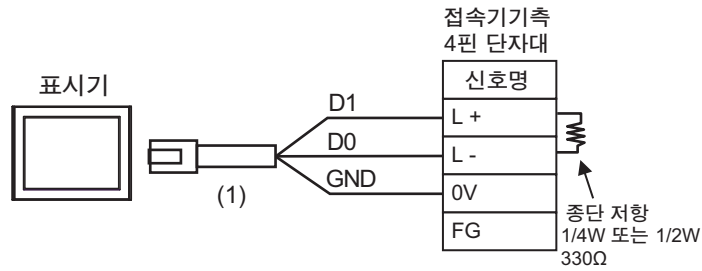 접속기기측
4핀 단자대
표시기
신호명
D1
L +
D0
L -
GND
0V
(1)
FG
종단 저항
1/4W 또는 1/2W
330Ω